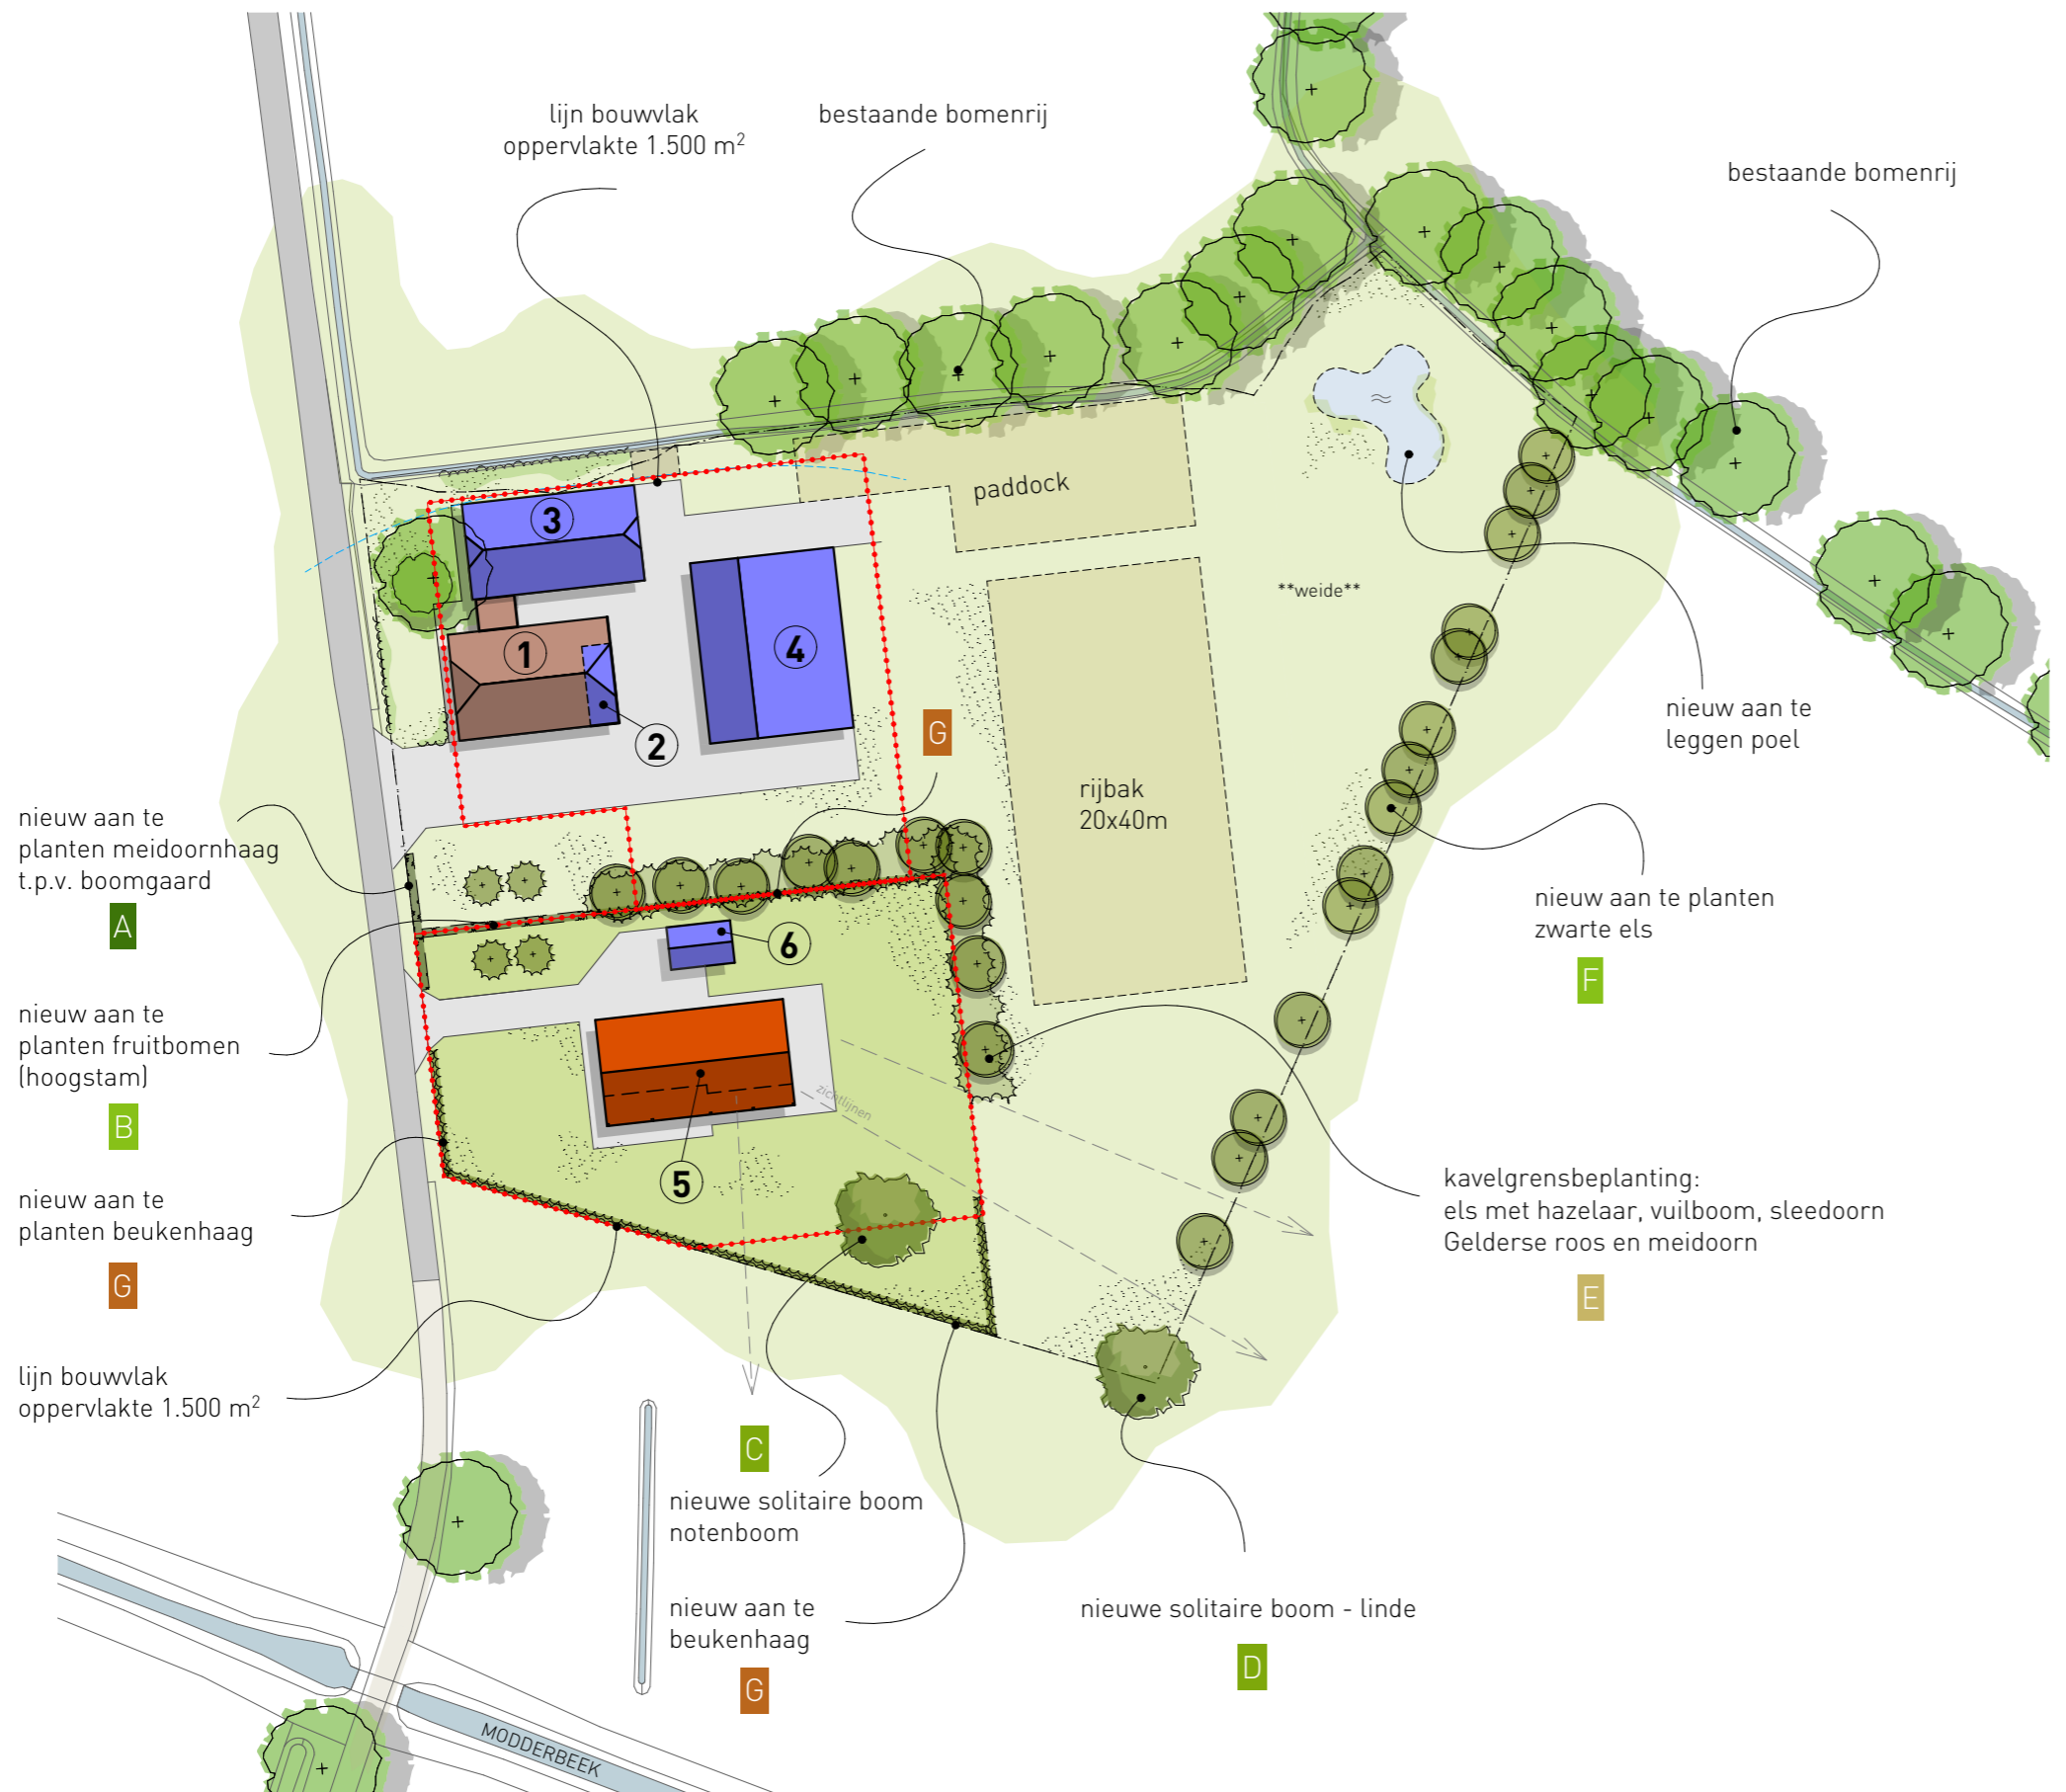 lijn bouwvlak
oppervlakte 1.500 m²
bestaande bomenrij
bestaande bomenrij
paddock
3
**weide**
1
4
2
G
nieuw aan te
leggen poel
rijbak
20x40m
nieuw aan te
planten meidoornhaag
t.p.v. boomgaard
A
nieuw aan te planten
zwarte els
F
6
nieuw aan te
planten fruitbomen
(hoogstam)
B
zichtlijnen
5
nieuw aan te
planten beukenhaag
G
kavelgrensbeplanting:
els met hazelaar, vuilboom, sleedoorn
Gelderse roos en meidoorn
E
lijn bouwvlak
oppervlakte 1.500 m²
C
nieuwe solitaire boom
notenboom
nieuw aan te
beukenhaag
G
nieuwe solitaire boom - linde
D
MODDERBEEK